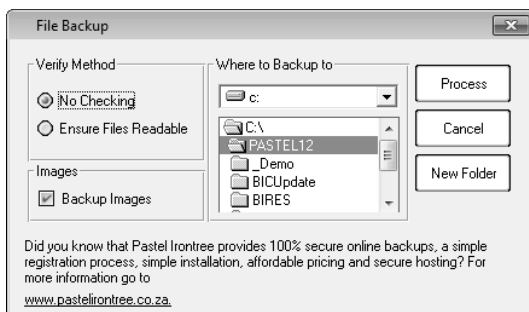 File Backup
Verify Method
No Checking
Ensure Files Readable
Images
Backup Images
Where to Backup to
c:
C:\
PASTEL12
_Demo
BICUpdate
BIRES
Process
Cancel
New Folder
Did you know that Pastel Irontree provides 100% secure online backups, a simple
registration process, simple installation, affordable pricing and secure hosting? For
more information go to
www.pastelirontree.co.za.